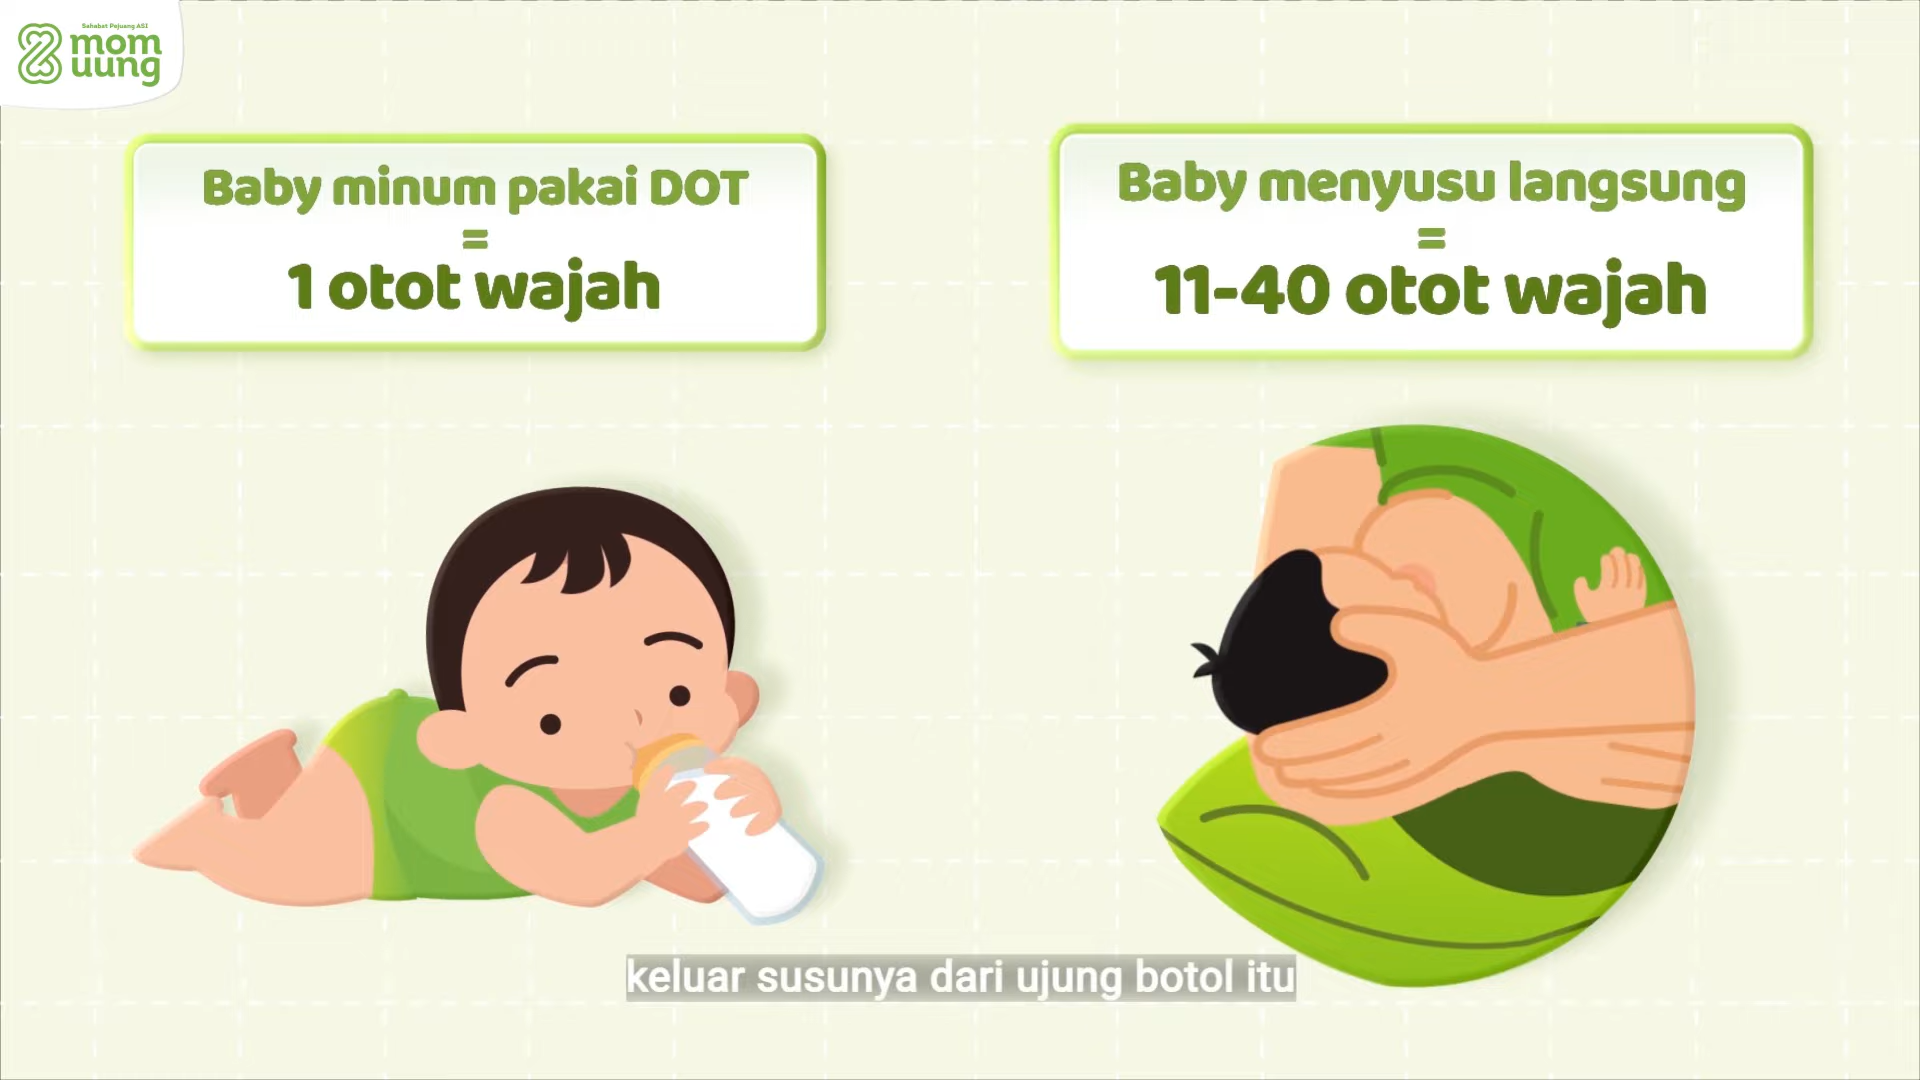 Sahabat Pejuang ASI
mom
uung
Baby minum pakai DOT
=
1 otot wajah
Baby menyusu langsung
=
11-40 otot wajah
keluar susunya dari ujung botol itu